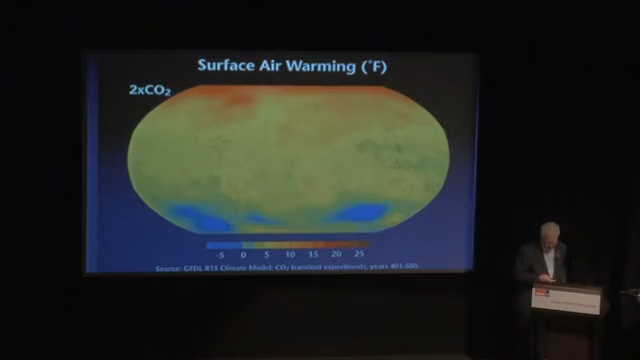 Surface Air Warming (°F)
2xCO₂
-5 0 5 10 15 20 25
Source: GFDL R15 Climate Model; CO₂ transient experiments, years 401-500.